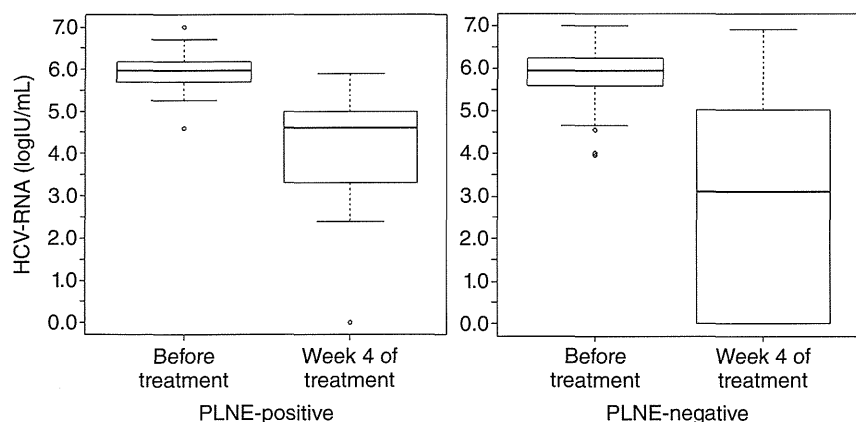 HCV-RNA (logIU/mL)
7.0
6.0
5.0
4.0
3.0
2.0
1.0
0.0
Before treatment
Week 4 of treatment
PLNE-positive
7.0
6.0
5.0
4.0
3.0
2.0
1.0
0.0
Before treatment
Week 4 of treatment
PLNE-negative